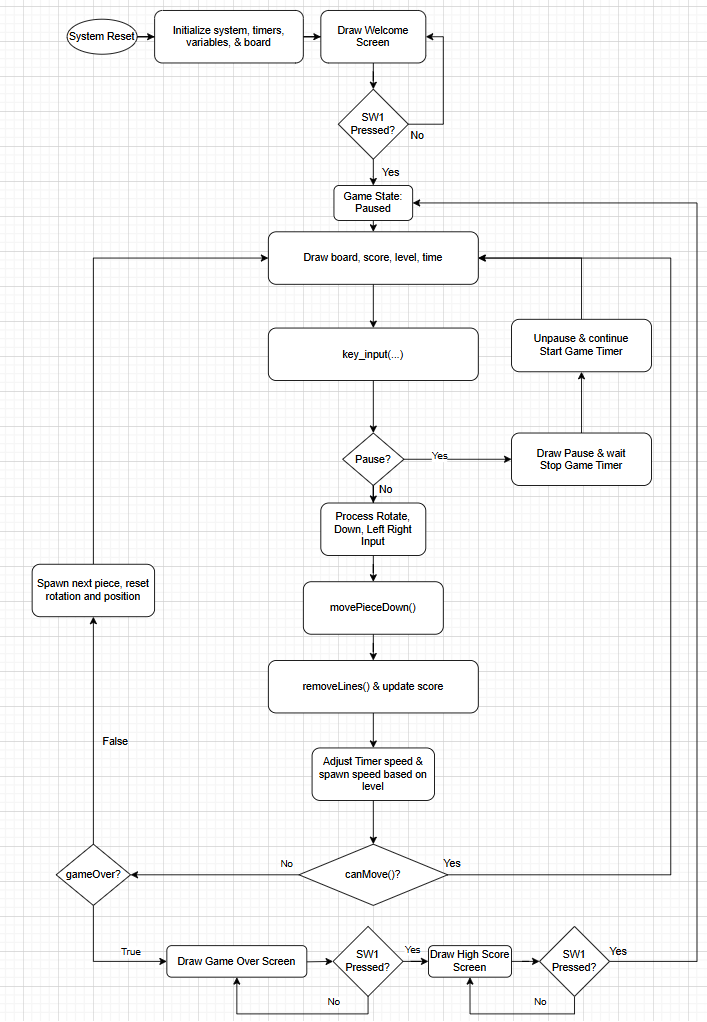 System Reset
Initialize system, timers,
variables, & board
Draw Welcome
Screen
SW1
Pressed?
No
Yes
Game State:
Paused
Draw board, score, level, time
key_input(...)
Unpause & continue
Start Game Timer
Pause?
Yes
Draw Pause & wait
Stop Game Timer
No
Process Rotate,
Down, Left Right
Input
Spawn next piece, reset
rotation and position
movePieceDown()
removeLines() & update score
False
Adjust Timer speed &
spawn speed based on
level
gameOver?
No
canMove()?
Yes
True
Draw Game Over Screen
SW1
Pressed?
Yes
No
Draw High Score
Screen
SW1
Pressed?
Yes
No